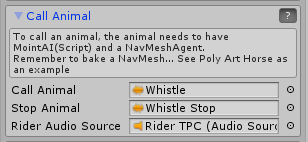 Call Animal
To call an animal, the animal needs to have
MointAI(Script) and a NavMeshAgent.
Remember to bake a NavMesh... See Poly Art Horse as
an example
Call Animal Whistle
Stop Animal Whistle Stop
Rider Audio Source Rider TPC (Audio Sour